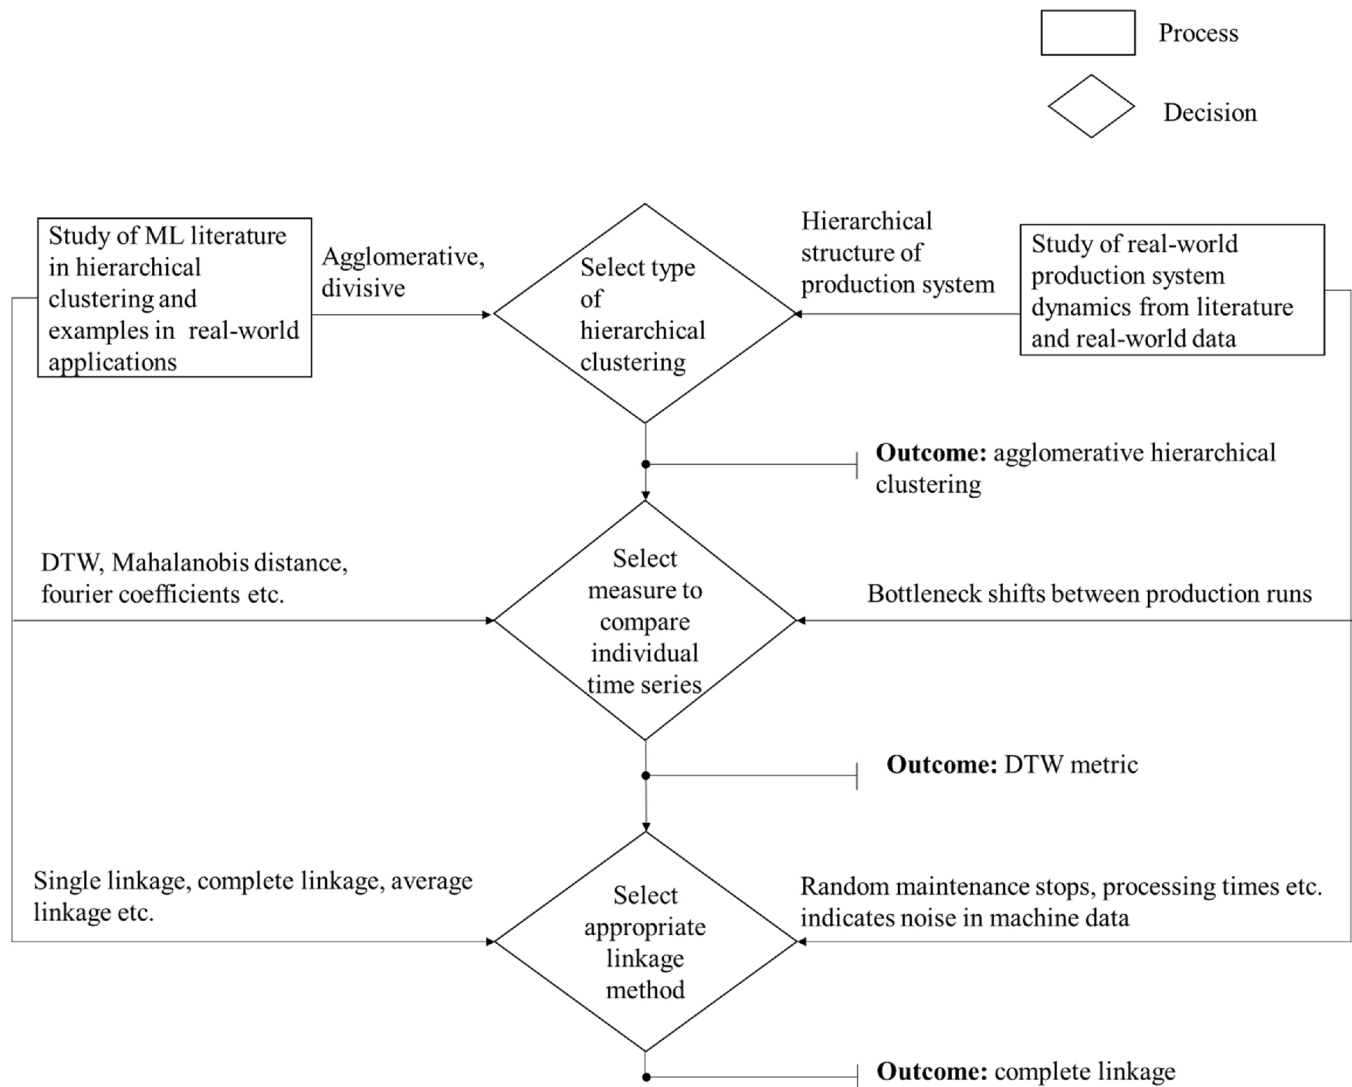 Process
Decision
Study of ML literature
in hierarchical
clustering and
examples in real-world
applications
Agglomerative,
divisive
Select type
of
hierarchical
clustering
Hierarchical
structure of
production system
Study of real-world
production system
dynamics from literature
and real-world data
Outcome: agglomerative hierarchical
clustering
DTW, Mahalanobis distance,
fourier coefficients etc.
Select
measure to
compare
individual
time series
Bottleneck shifts between production runs
Outcome: DTW metric
Single linkage, complete linkage, average
linkage etc.
Select
appropriate
linkage
method
Random maintenance stops, processing times etc.
indicates noise in machine data
Outcome: complete linkage